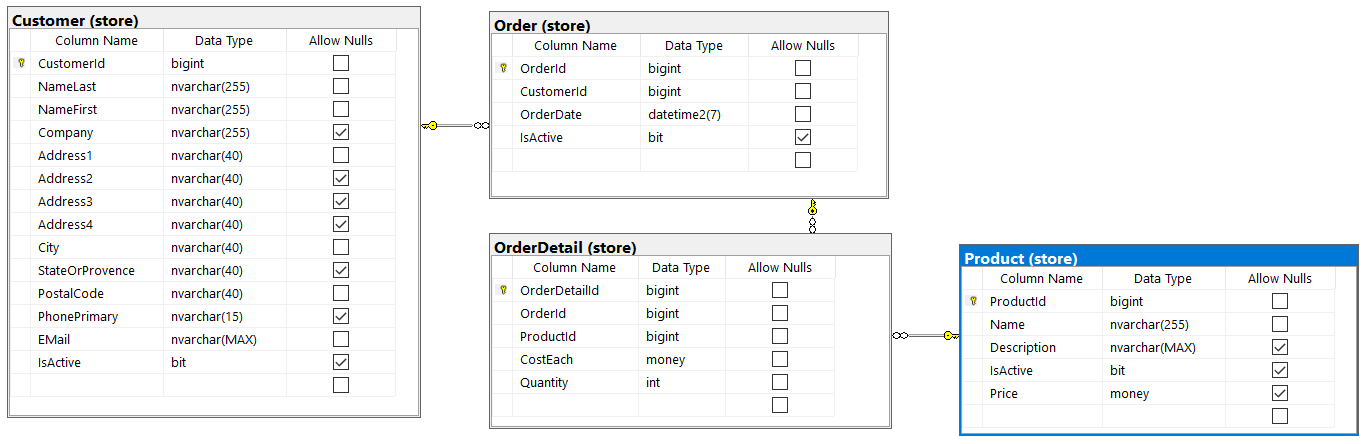 Customer (store)
Column Name Data Type Allow Nulls
CustomerId bigint
NameLast nvarchar(255)
NameFirst nvarchar(255)
Company nvarchar(255)
Address1 nvarchar(40)
Address2 nvarchar(40)
Address3 nvarchar(40)
Address4 nvarchar(40)
City nvarchar(40)
StateOrProvence nvarchar(40)
PostalCode nvarchar(40)
PhonePrimary nvarchar(15)
EMail nvarchar(MAX)
IsActive bit
Order (store)
Column Name Data Type Allow Nulls
OrderId bigint
CustomerId bigint
OrderDate datetime2(7)
IsActive bit
OrderDetail (store)
Column Name Data Type Allow Nulls
OrderDetailId bigint
OrderId bigint
ProductId bigint
CostEach money
Quantity int
Product (store)
Column Name Data Type Allow Nulls
ProductId bigint
Name nvarchar(255)
Description nvarchar(MAX)
IsActive bit
Price money